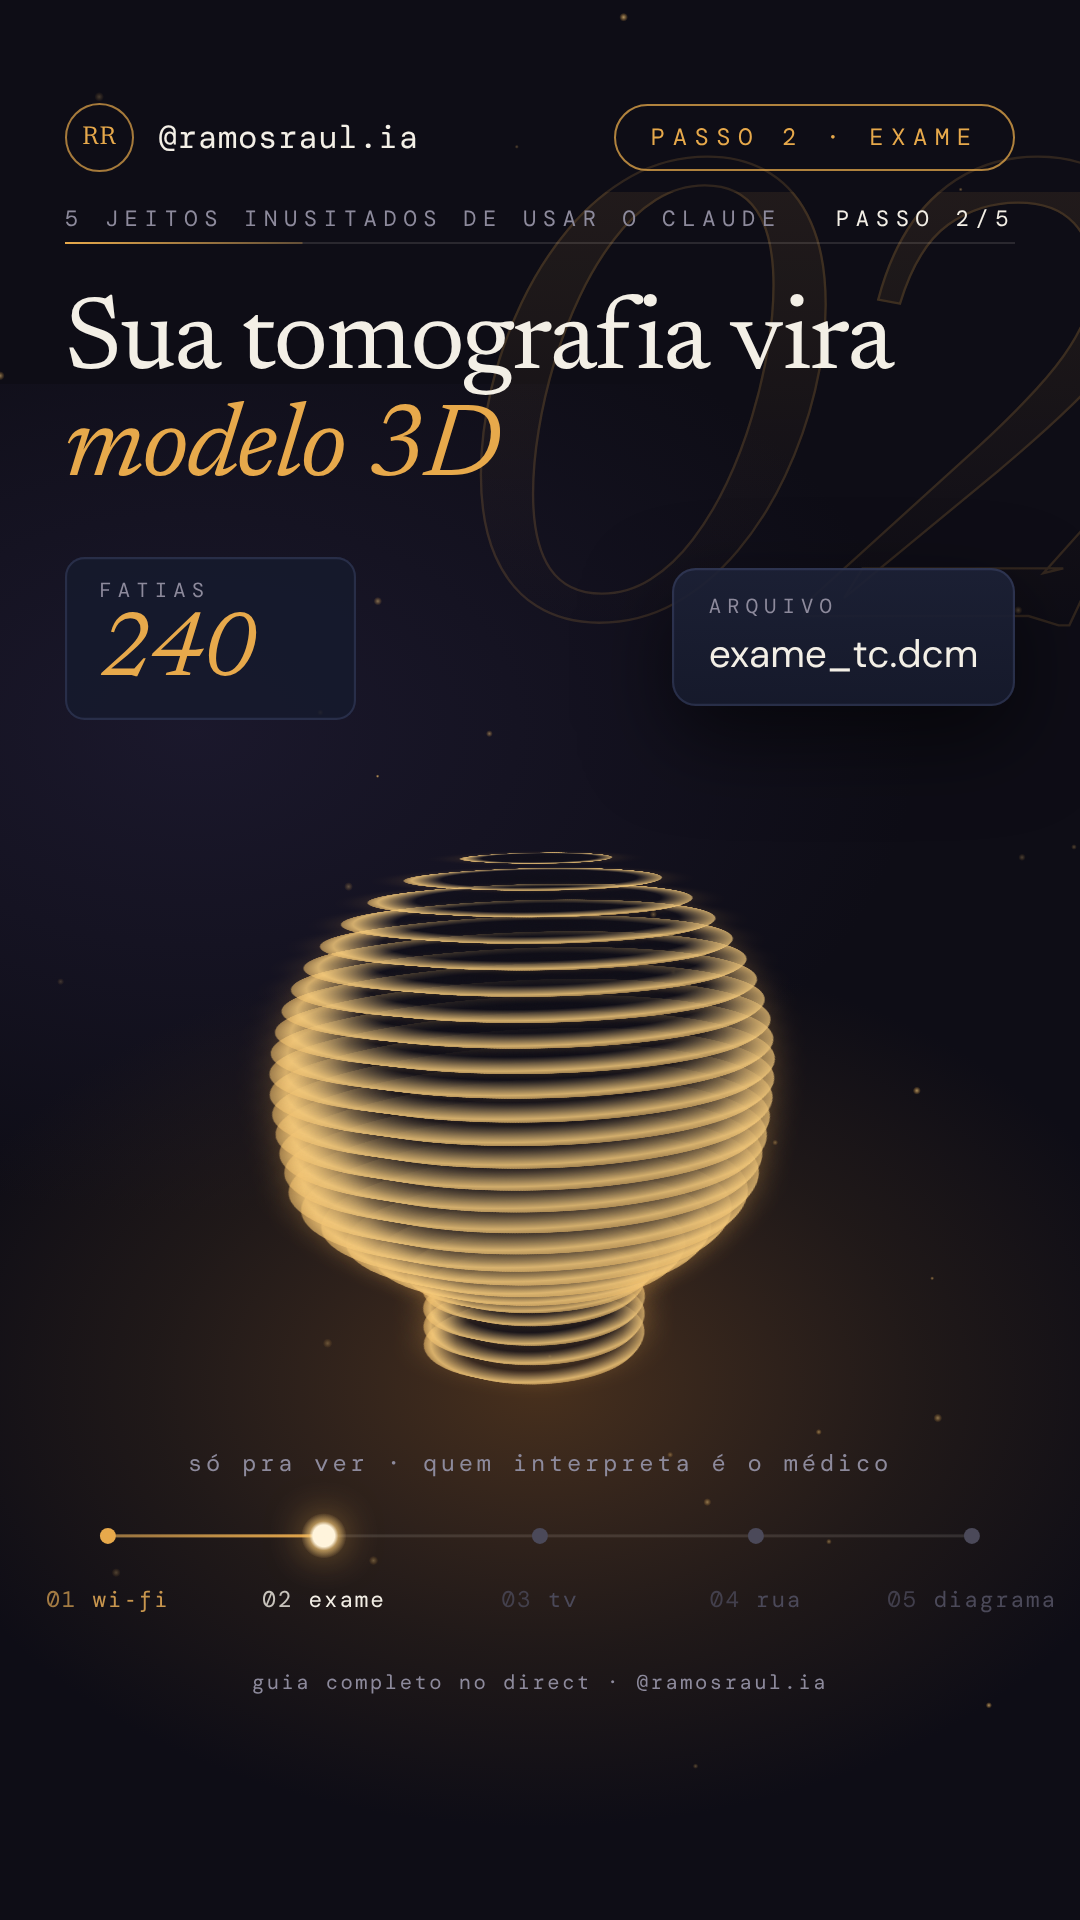 RR @ramosraul.ia
PASSO 2 · EXAME
5 JEITOS INUSITADOS DE USAR O CLAUDE
PASSO 2/5
02
Sua tomografia vira
modelo 3D
FATIAS
240
ARQUIVO
exame_tc.dcm
só pra ver · quem interpreta é o médico
01 wi-fi
02 exame
03 tv
04 rua
05 diagrama
guia completo no direct · @ramosraul.ia